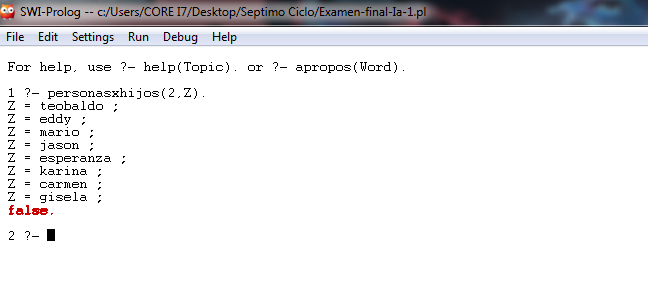 SWI-Prolog -- c:/Users/CORE I7/Desktop/Septimo Ciclo/Examen-final-Ia-1.pl
File Edit Settings Run Debug Help
For help, use ?- help(Topic). or ?- apropos(Word).
1 ?- personasxhijos(2,Z).
Z = teobaldo ;
Z = eddy ;
Z = mario ;
Z = jason ;
Z = esperanza ;
Z = karina ;
Z = carmen ;
Z = gisela ;
false.
2 ?-